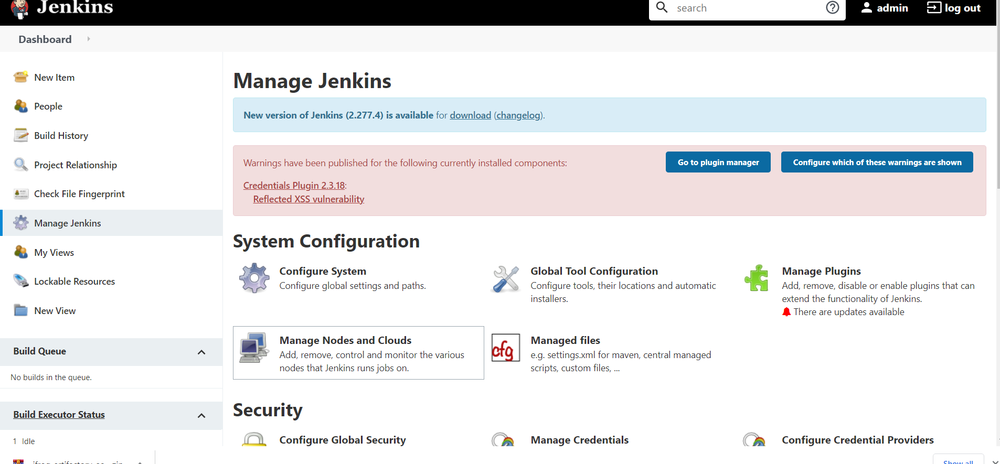 Jenkins
search
admin
log out
Dashboard
New Item
People
Build History
Project Relationship
Check File Fingerprint
Manage Jenkins
My Views
Lockable Resources
New View
Build Queue
No builds in the queue.
Build Executor Status
1 Idle
Manage Jenkins
New version of Jenkins (2.277.4) is available for download (changelog).
Warnings have been published for the following currently installed components:
Go to plugin manager
Configure which of these warnings are shown
Credentials Plugin 2.3.18:
Reflected XSS vulnerability
System Configuration
Configure System
Configure global settings and paths.
Global Tool Configuration
Configure tools, their locations and automatic
installers.
Manage Plugins
Add, remove, disable or enable plugins that can
extend the functionality of Jenkins.
There are updates available
Manage Nodes and Clouds
Add, remove, control and monitor the various
nodes that Jenkins runs jobs on.
cfg
Managed files
e.g. settings.xml for maven, central managed
scripts, custom files, ...
Security
Configure Global Security
Manage Credentials
Configure Credential Providers
Show all